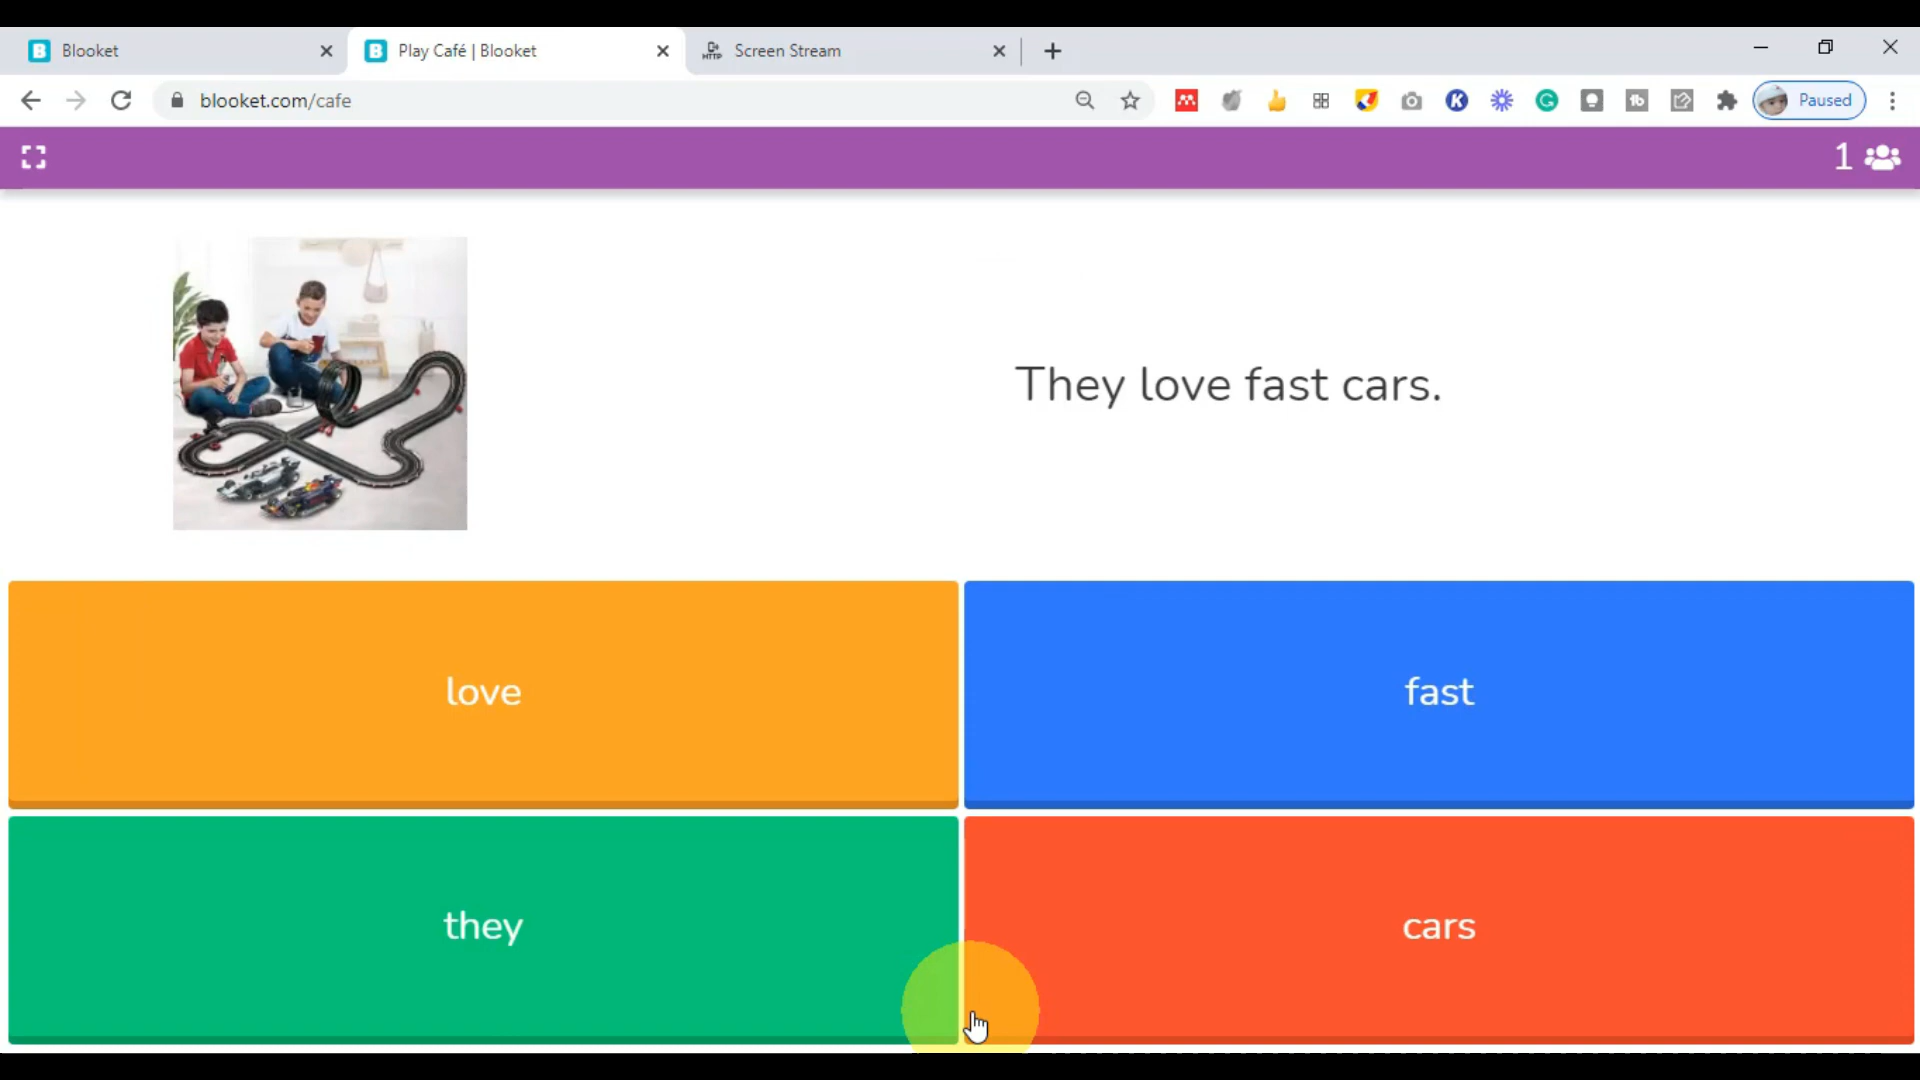 Blooket
Play Café | Blooket
HTTP
Screen Stream
blooket.com/cafe
Paused
1
They love fast cars.
love
fast
they
cars